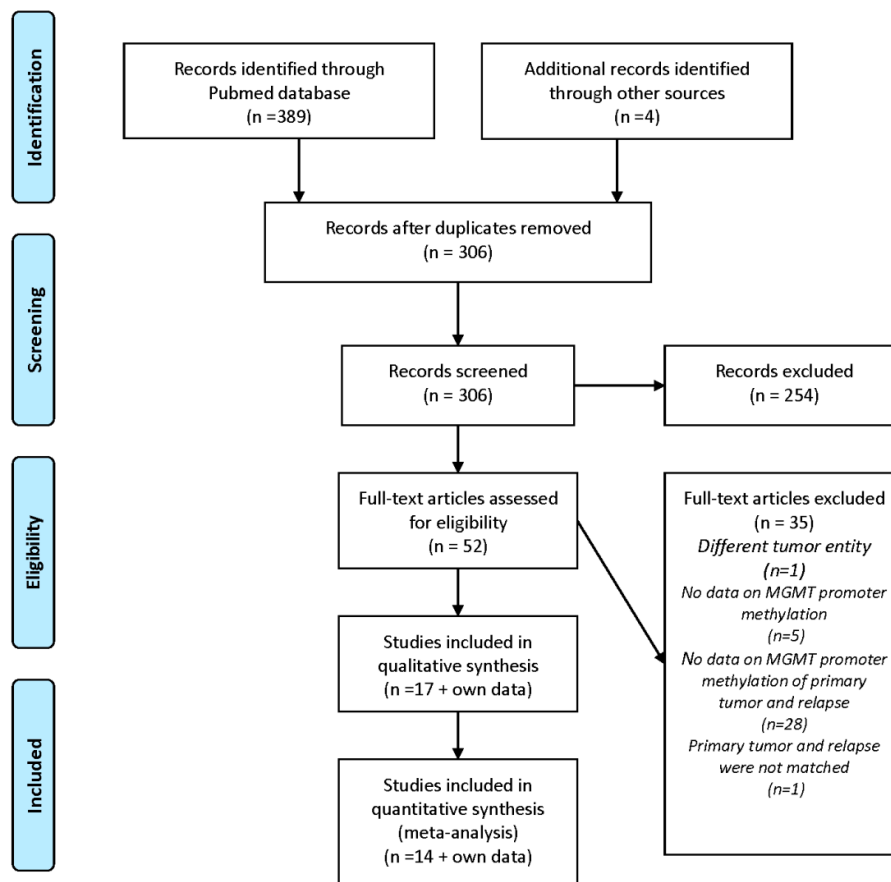 Identification
Records identified through
Pubmed database
(n =389)
Additional records identified
through other sources
(n =4)
Records after duplicates removed
(n = 306)
Screening
Records screened
(n = 306)
Records excluded
(n = 254)
Eligibility
Full-text articles assessed
for eligibility
(n = 52)
Full-text articles excluded
(n = 35)
Different tumor entity
(n=1)
No data on MGMT promoter
methylation
(n=5)
No data on MGMT promoter
methylation of primary
tumor and relapse
(n=28)
Primary tumor and relapse
were not matched
(n=1)
Studies included in
qualitative synthesis
(n =17 + own data)
Included
Studies included in
quantitative synthesis
(meta-analysis)
(n =14 + own data)